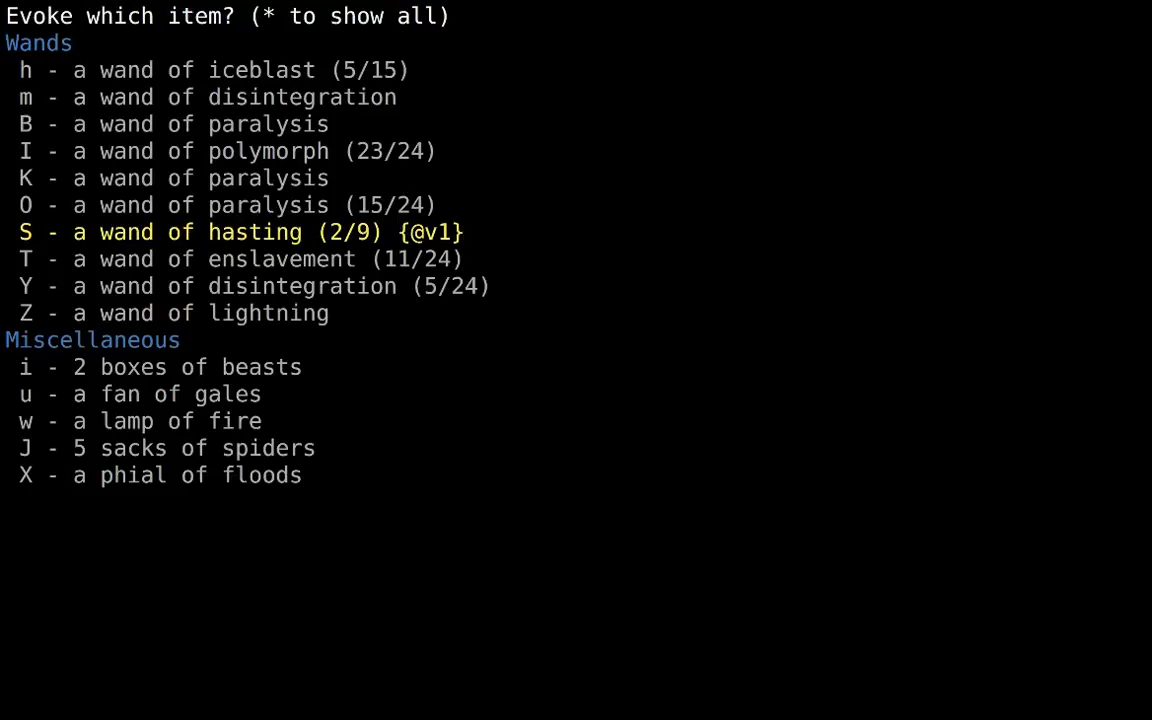 Evoke which item? (* to show all)
Wands
h - a wand of iceblast (5/15)
m - a wand of disintegration
B - a wand of paralysis
I - a wand of polymorph (23/24)
K - a wand of paralysis
O - a wand of paralysis (15/24)
S - a wand of hasting (2/9) {@v1}
T - a wand of enslavement (11/24)
Y - a wand of disintegration (5/24)
Z - a wand of lightning
Miscellaneous
i - 2 boxes of beasts
u - a fan of gales
w - a lamp of fire
J - 5 sacks of spiders
X - a phial of floods